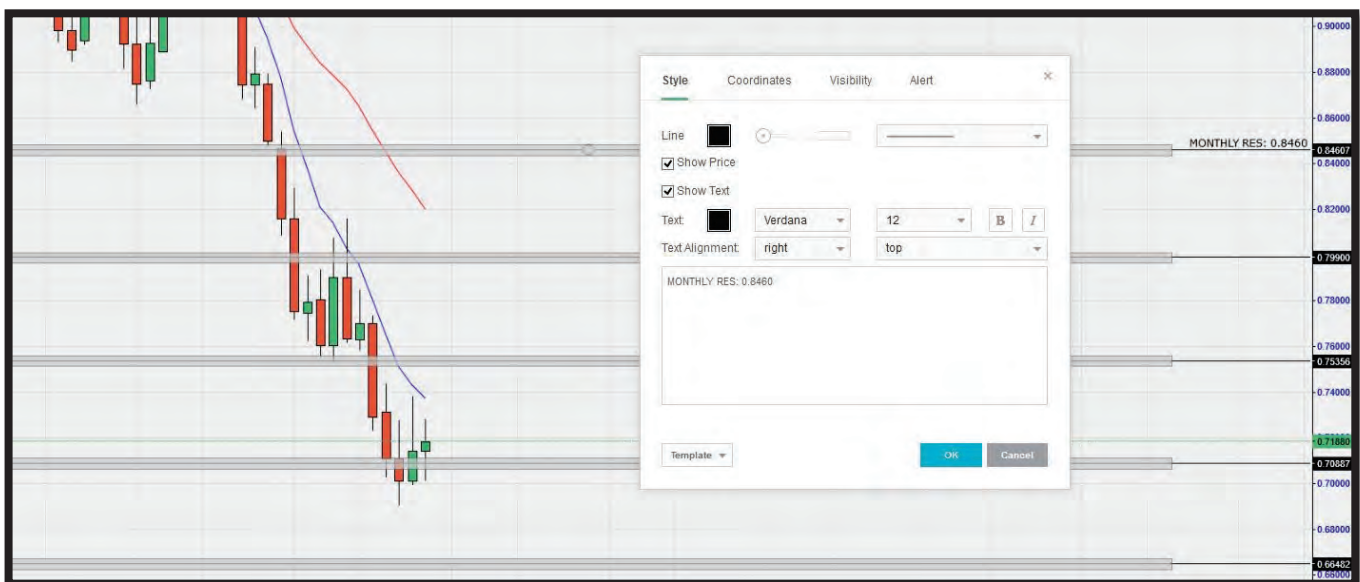 Style Coordinates Visibility Alert ×
Line
Show Price
Show Text
Text: Verdana 12 B I
Text Alignment: right top
MONTHLY RES: 0.8460
Template OK Cancel
MONTHLY RES: 0.8460
0.90000
0.88000
0.86000
0.84607
0.84000
0.82000
0.79900
0.78000
0.76000
0.75356
0.74000
0.71880
0.70887
0.70000
0.68000
0.66482
0.66000